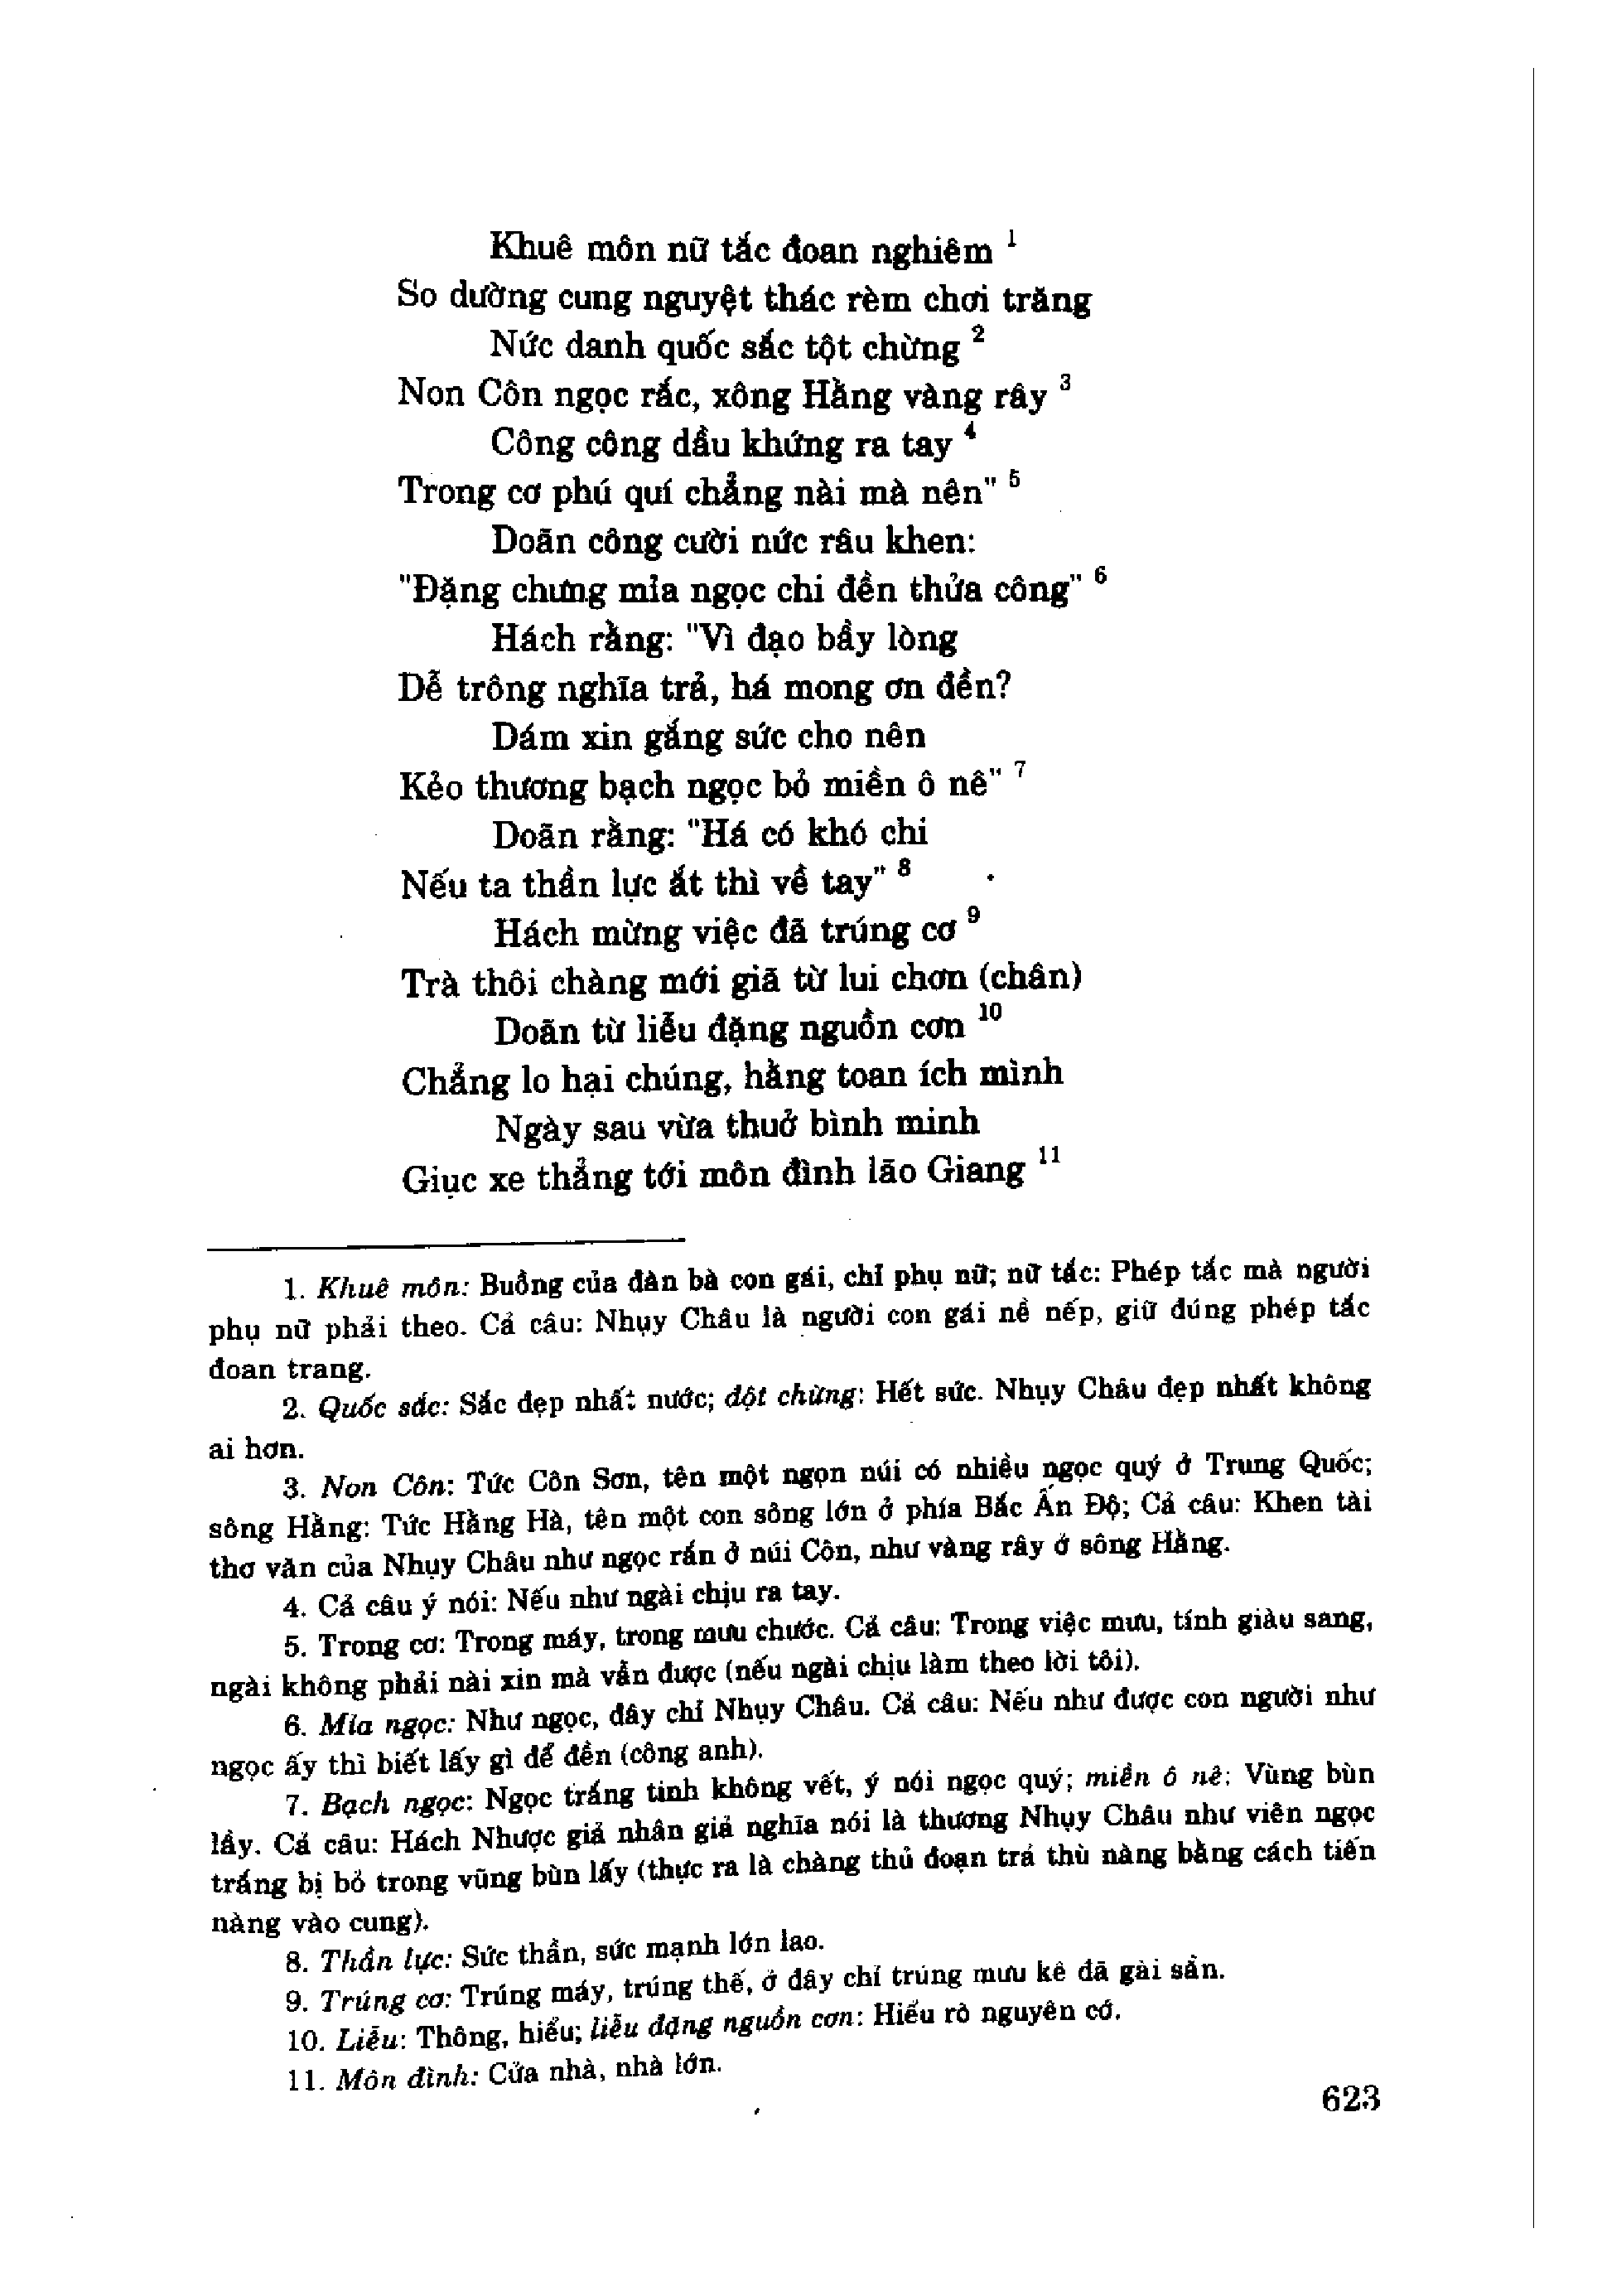 Khuê môn nữ tắc đoan nghiêm 1
So dường cung nguyệt thác rèm chơi trăng
Nức danh quốc sắc tột chừng 2
Non Côn ngọc rắc, xông Hằng vàng rây 3
Công công dầu khứng ra tay 4
Trong cơ phú quí chẳng nài mà nên" 5
Doãn công cười nức râu khen:
"Đặng chưng mỉa ngọc chi đền thửa công" 6
Hách rằng: "Vì đạo bầy lòng
Dễ trông nghĩa trả, há mong ơn đền?
Dám xin gắng sức cho nên
Kẻo thương bạch ngọc bỏ miền ô nê" 7
Doãn rằng: "Há có khó chi
Nếu ta thần lực ắt thì về tay" 8
Hách mừng việc đã trúng cơ 9
Trà thôi chàng mới giã từ lui chơn (chân)
Doãn từ liễu đặng nguồn cơn 10
Chẳng lo hại chúng, hằng toan ích mình
Ngày sau vừa thuở bình minh
Giục xe thẳng tới môn đình lão Giang 11
1. Khuê môn: Buồng của đàn bà con gái, chỉ phụ nữ; nữ tắc: Phép tắc mà người
phụ nữ phải theo. Cả câu: Nhụy Châu là người con gái nề nếp, giữ đúng phép tắc
đoan trang.
2. Quốc sắc: Sắc đẹp nhất nước; đột chừng: Hết sức. Nhụy Châu đẹp nhất không
ai hơn.
3. Non Côn: Tức Côn Sơn, tên một ngọn núi có nhiều ngọc quý ở Trung Quốc;
sông Hằng: Tức Hằng Hà, tên một con sông lớn ở phía Bắc Ấn Độ; Cả câu: Khen tài
thơ văn của Nhụy Châu như ngọc rắn ở núi Côn, như vàng rây ở sông Hằng.
4. Cả câu ý nói: Nếu như ngài chịu ra tay.
5. Trong cơ: Trong máy, trong mưu chước. Cả câu: Trong việc mưu, tính giàu sang,
ngài không phải nài xin mà vẫn được (nếu ngài chịu làm theo lời tôi).
6. Mỉa ngọc: Như ngọc, đây chỉ Nhụy Châu. Cả câu: Nếu như được con người như
ngọc ấy thì biết lấy gì để đền (công anh).
7. Bạch ngọc: Ngọc trắng tinh không vết, ý nói ngọc quý; miền ô nê: Vùng bùn
lầy. Cả câu: Hách Nhược giả nhân giả nghĩa nói là thương Nhụy Châu như viên ngọc
trắng bị bỏ trong vũng bùn lấy (thực ra là chàng thủ đoạn trả thù nàng bằng cách tiến
nàng vào cung).
8. Thần lực: Sức thần, sức mạnh lớn lao.
9. Trúng cơ: Trúng máy, trúng thế, ở đây chỉ trúng mưu kế đã gài sẵn.
10. Liễu: Thông, hiểu; liễu đặng nguồn cơn: Hiểu rõ nguyên cớ.
11. Môn đình: Cửa nhà, nhà lớn.
623